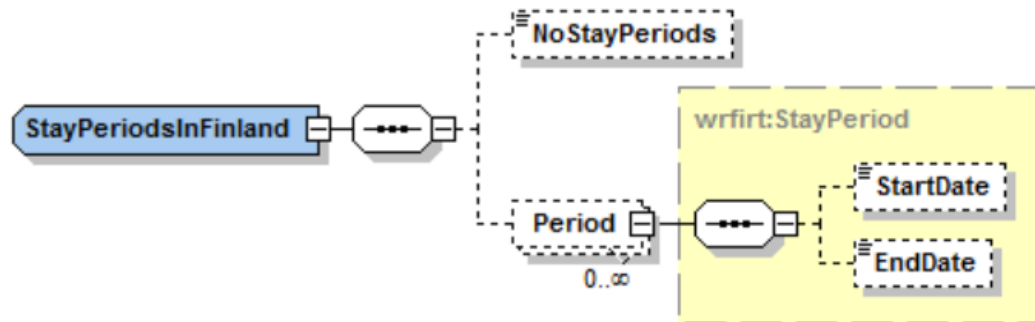 NoStayPeriods
StayPeriodsInFinland
wrfirt:StayPeriod
StartDate
Period
EndDate
0..∞